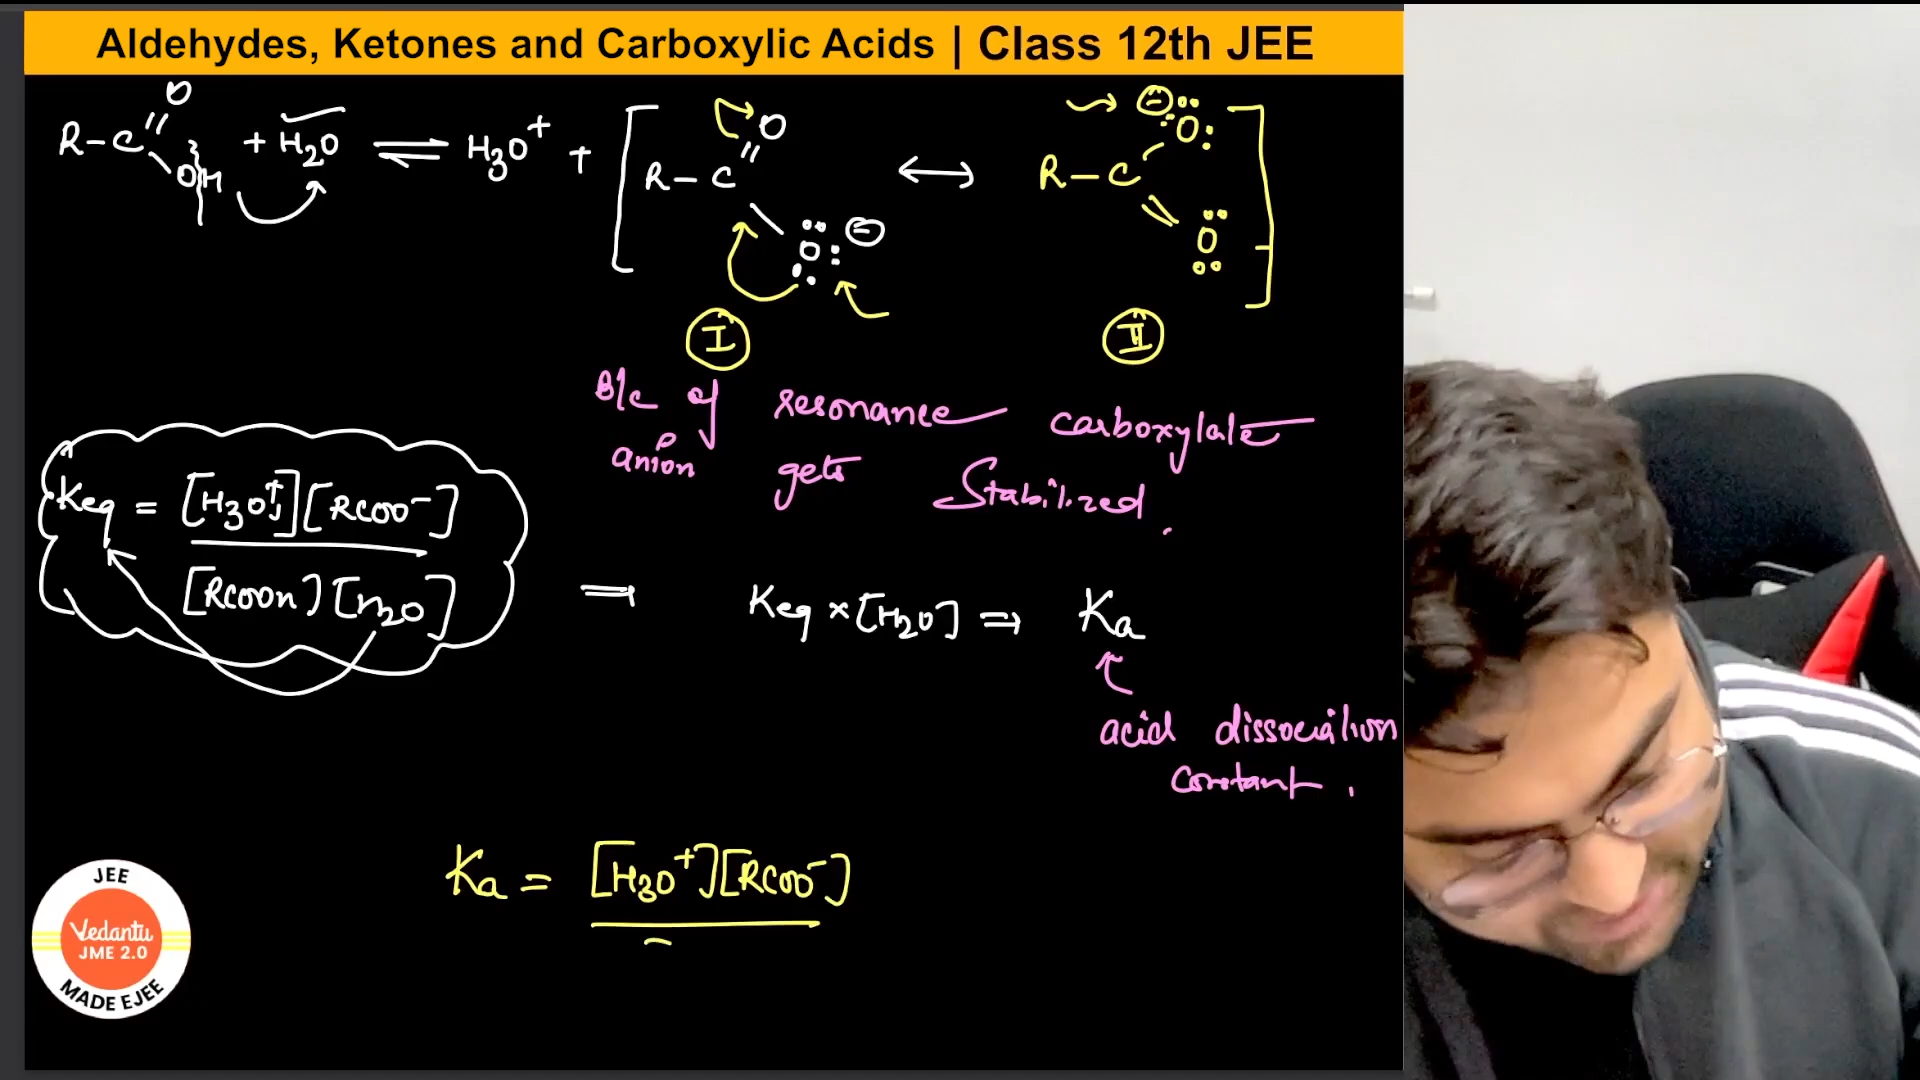 Aldehydes, Ketones and Carboxylic Acids | Class 12th JEE
R-C(=O)OH + H2O ⇌ H3O+ + [R-C(=O)O:⊖ ↔ R-C(O:⊖)=O]
I II
B/c of resonance carboxylate
anion gets Stabilized.
Keq = [H3O+][RCOO-]
[RCOOH][H2O] ⇒ Keq × [H2O] ⇒ Ka
acid dissociation
constant.
Ka = [H3O+][RCOO-]
JEE
Vedantu
JME 2.0
MADE EJEE